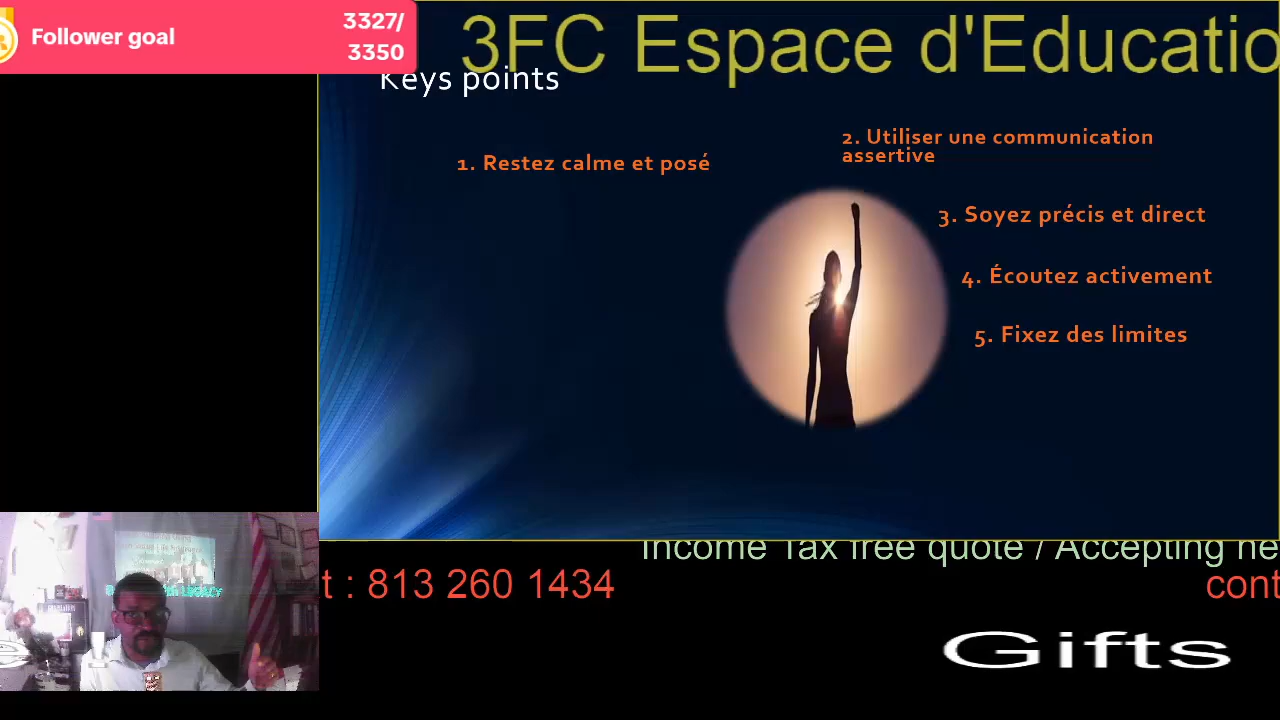 Follower goal
3327/
3350
3FC Espace d'Educatio
Keys points
1. Restez calme et posé
2. Utiliser une communication
assertive
3. Soyez précis et direct
4. Écoutez activement
5. Fixez des limites
Income Tax free quote / Accepting ne
t : 813 260 1434
cont
Gifts
e !